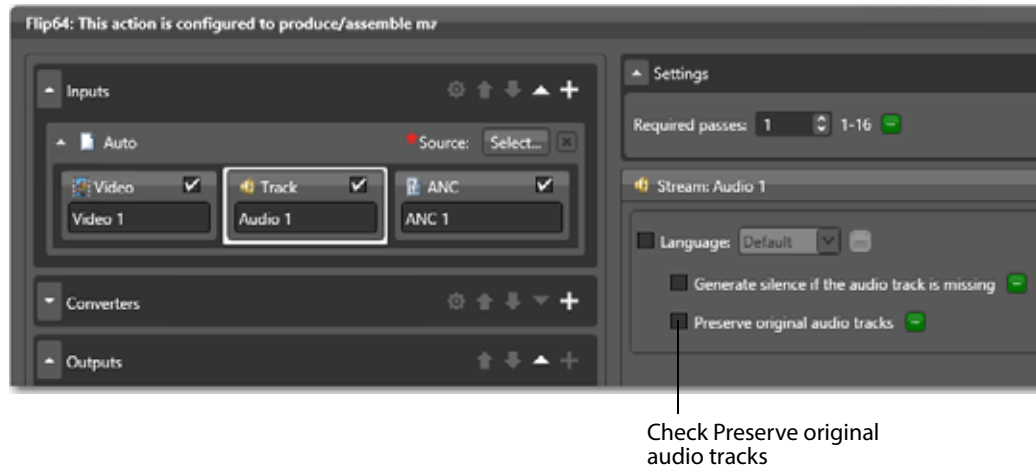 Flip64: This action is configured to produce/assemble
Inputs
Auto
Source: Select...
Video
Track
ANC
Video 1
Audio 1
ANC 1
Converters
Outputs
Settings
Required passes: 1 1-16
Stream: Audio 1
Language: Default
Generate silence if the audio track is missing
Preserve original audio tracks
Check Preserve original
audio tracks